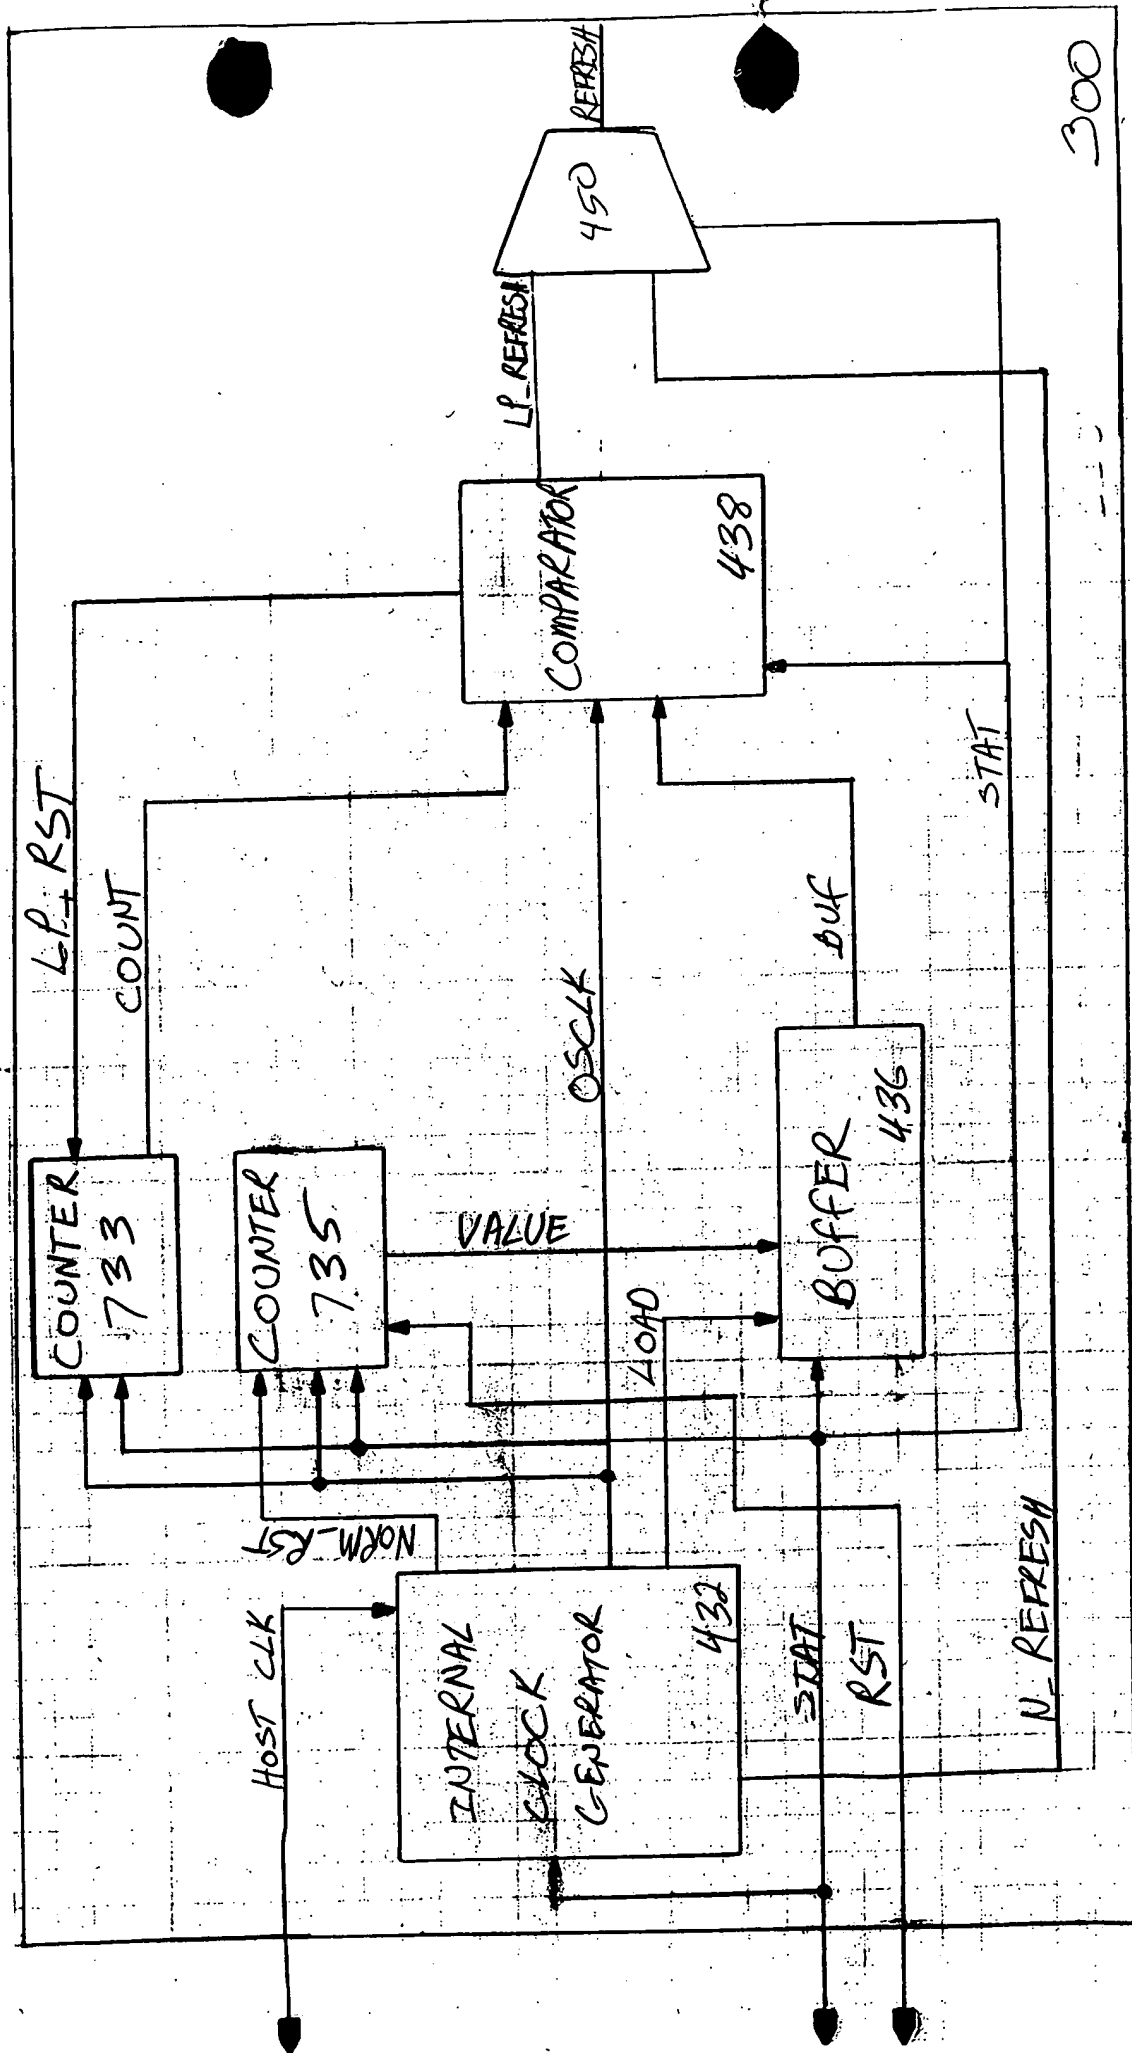 HOST CLK
INTERNAL
CLOCK
GENERATOR
432
STAT
RST
N_REFRESH
NORM_RST
LOAD
COUNTER
733
COUNTER
735
VALUE
BUFFER
436
LP_RST
COUNT
OSCLK
BUF
STAT
COMPARATOR
438
LP_REFRESH
450
REFRESH
300